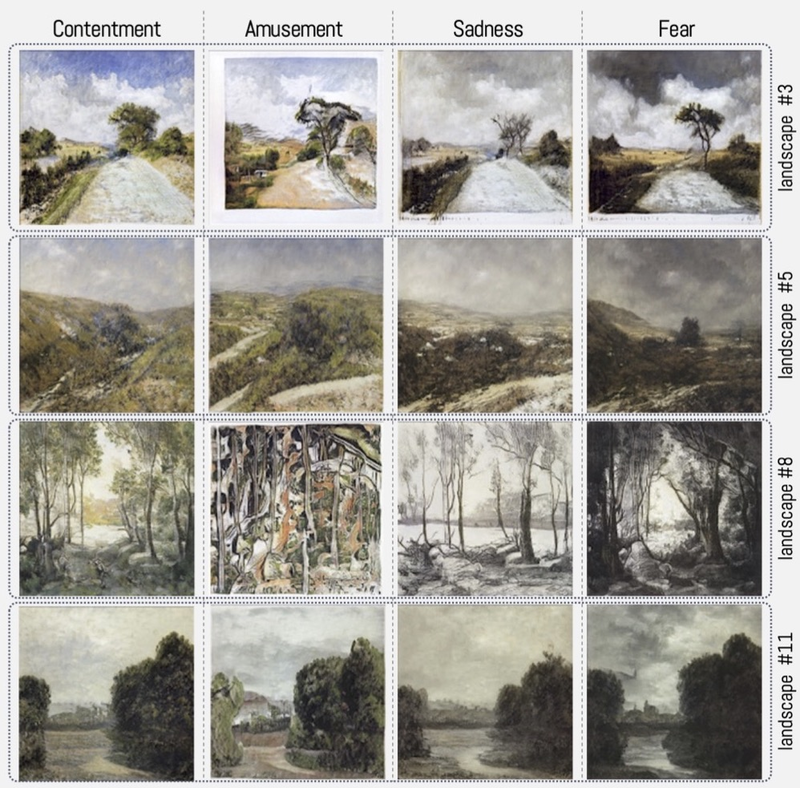 Contentment
Amusement
Sadness
Fear
landscape #3
landscape #5
landscape #8
landscape #11